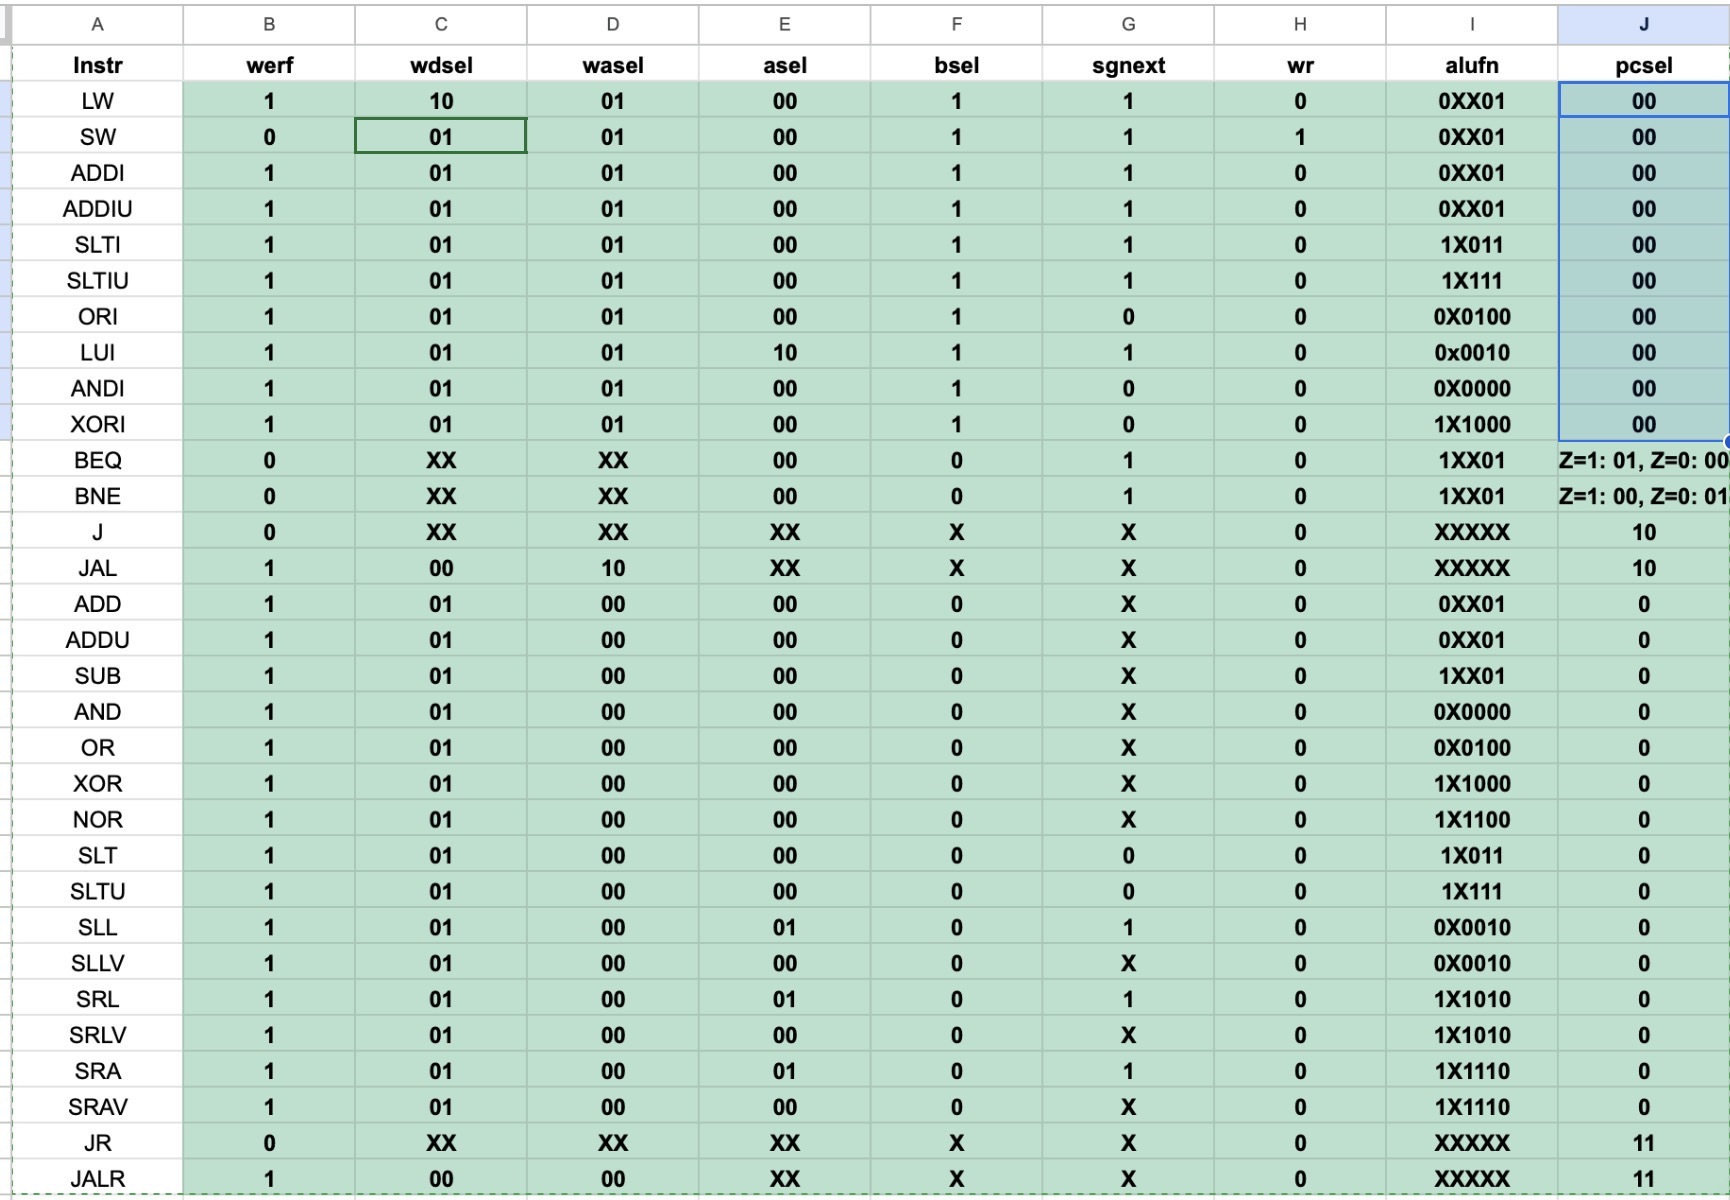 A B C D E F G H I J
Instr werf wdsel wasel asel bsel sgnext wr alufn pcsel
LW 1 10 01 00 1 1 0 0XX01 00
SW 0 01 01 00 1 1 1 0XX01 00
ADDI 1 01 01 00 1 1 0 0XX01 00
ADDIU 1 01 01 00 1 1 0 0XX01 00
SLTI 1 01 01 00 1 1 0 1X011 00
SLTIU 1 01 01 00 1 1 0 1X111 00
ORI 1 01 01 00 1 0 0 0X0100 00
LUI 1 01 01 10 1 1 0 0x0010 00
ANDI 1 01 01 00 1 0 0 0X0000 00
XORI 1 01 01 00 1 0 0 1X1000 00
BEQ 0 XX XX 00 0 1 0 1XX01 Z=1: 01, Z=0: 00
BNE 0 XX XX 00 0 1 0 1XX01 Z=1: 00, Z=0: 01
J 0 XX XX XX X X 0 XXXXX 10
JAL 1 00 10 XX X X 0 XXXXX 10
ADD 1 01 00 00 0 X 0 0XX01 0
ADDU 1 01 00 00 0 X 0 0XX01 0
SUB 1 01 00 00 0 X 0 1XX01 0
AND 1 01 00 00 0 X 0 0X0000 0
OR 1 01 00 00 0 X 0 0X0100 0
XOR 1 01 00 00 0 X 0 1X1000 0
NOR 1 01 00 00 0 X 0 1X1100 0
SLT 1 01 00 00 0 0 0 1X011 0
SLTU 1 01 00 00 0 0 0 1X111 0
SLL 1 01 00 01 0 1 0 0X0010 0
SLLV 1 01 00 00 0 X 0 0X0010 0
SRL 1 01 00 01 0 1 0 1X1010 0
SRLV 1 01 00 00 0 X 0 1X1010 0
SRA 1 01 00 01 0 1 0 1X1110 0
SRAV 1 01 00 00 0 X 0 1X1110 0
JR 0 XX XX XX X X 0 XXXXX 11
JALR 1 00 00 XX X X 0 XXXXX 11